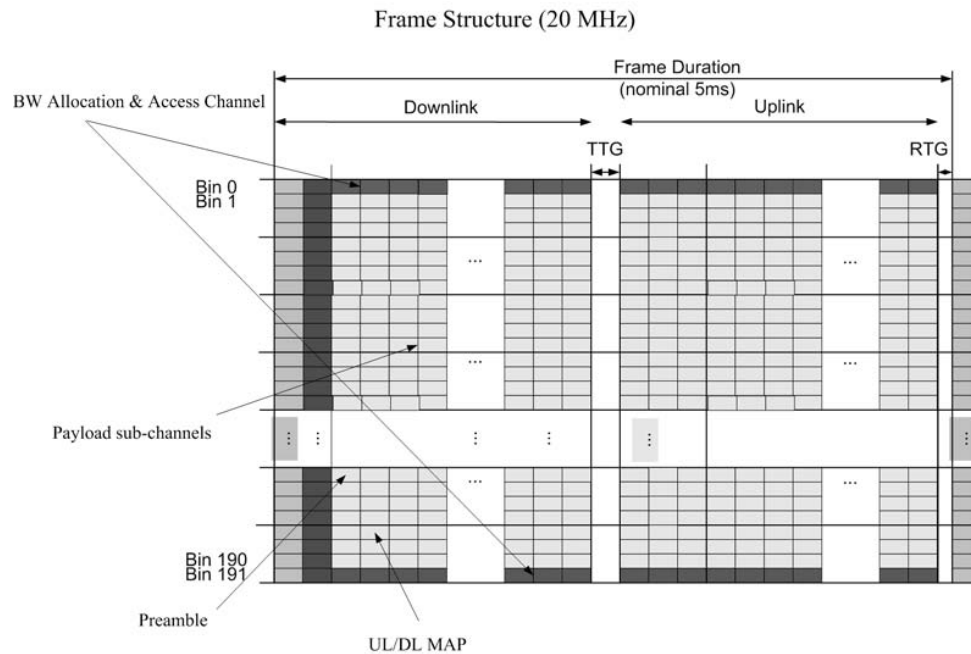 Frame Structure (20 MHz)
Frame Duration
(nominal 5ms)
BW Allocation & Access Channel
Downlink
Uplink
TTG
RTG
Bin 0
Bin 1
...
...
...
...
Payload sub-channels
...
...
...
...
...
...
...
...
Bin 190
Bin 191
Preamble
UL/DL MAP